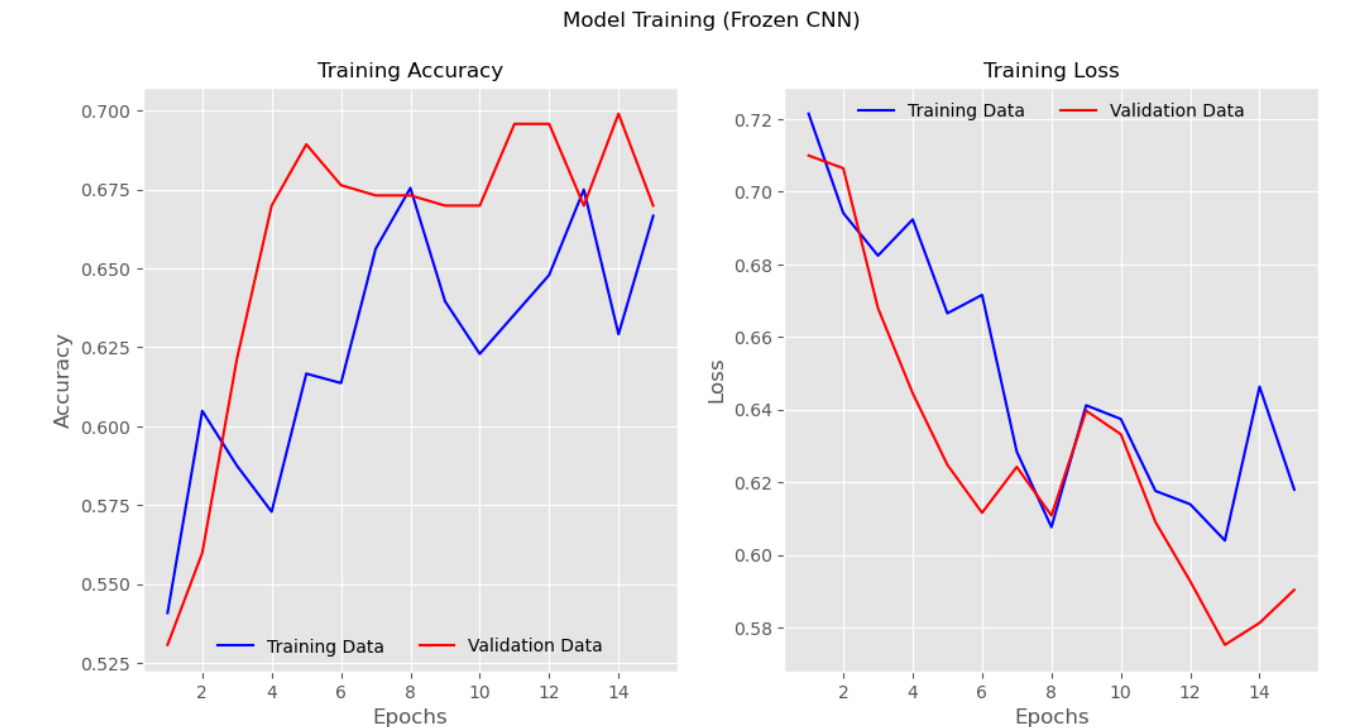 Model Training (Frozen CNN)
Training Accuracy
0.700
0.675
0.650
0.625
0.600
0.575
0.550
0.525
Accuracy
Training Data Validation Data
2 4 6 8 10 12 14
Epochs
Training Loss
Training Data Validation Data
0.72
0.70
0.68
0.66
0.64
0.62
0.60
0.58
Loss
2 4 6 8 10 12 14
Epochs